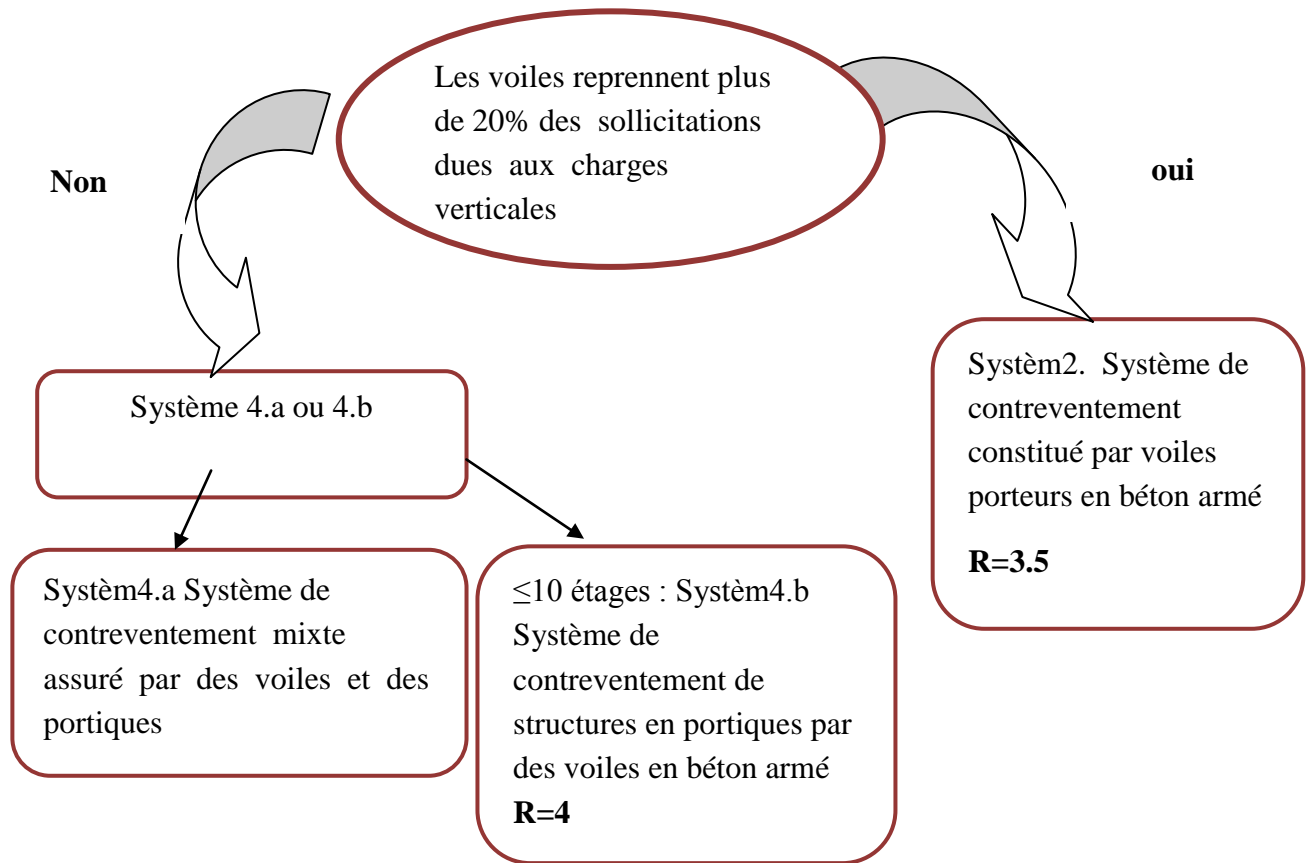 Les voiles reprennent plus
de 20% des sollicitations
dues aux charges
verticales
Non
oui
Système 4.a ou 4.b
Systèm2. Système de
contreventement
constitué par voiles
porteurs en béton armé
R=3.5
Systèm4.a Système de
contreventement mixte
assuré par des voiles et des
portiques
≤10 étages : Systèm4.b
Système de
contreventement de
structures en portiques par
des voiles en béton armé
R=4